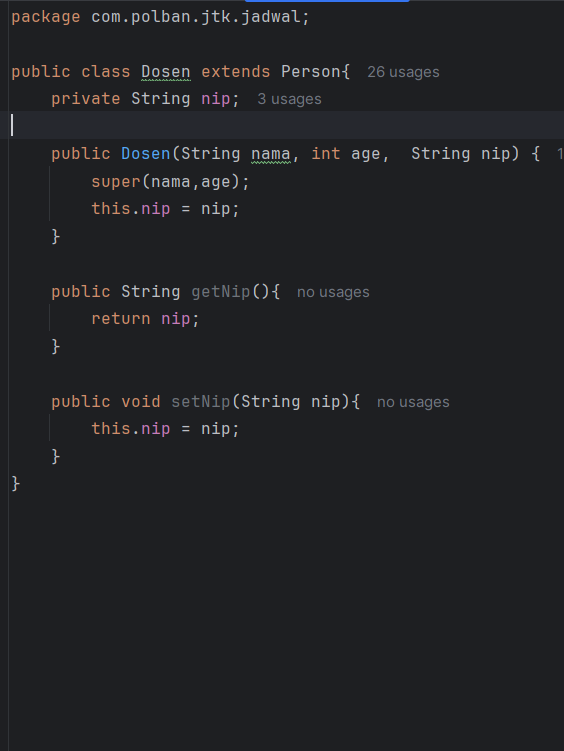 package com.polban.jtk.jadwal;
public class Dosen extends Person{ 26 usages
private String nip; 3 usages
public Dosen(String nama, int age,  String nip) { 1
super(nama,age);
this.nip = nip;
}
public String getNip(){ no usages
return nip;
}
public void setNip(String nip){ no usages
this.nip = nip;
}
}